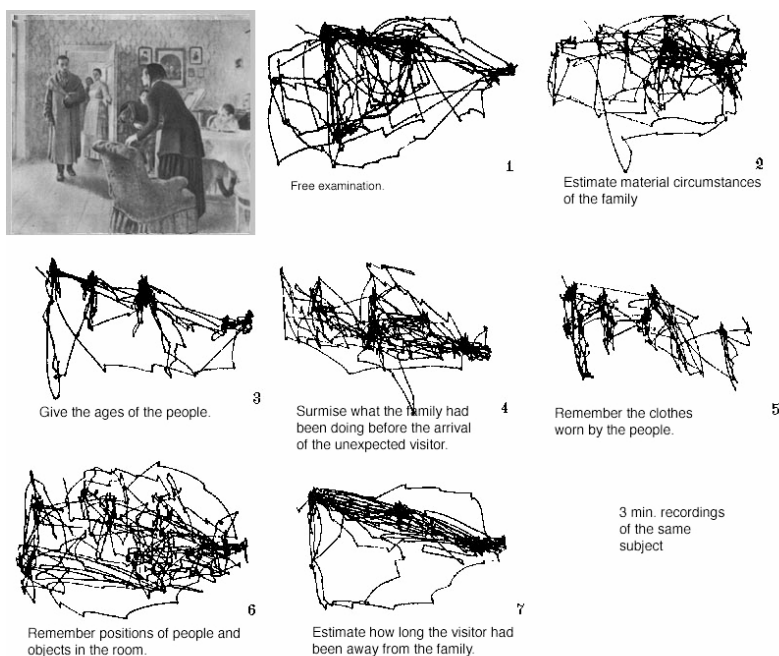 1
Free examination.
2
Estimate material circumstances
of the family
3
Give the ages of the people.
4
Surmise what the family had
been doing before the arrival
of the unexpected visitor.
5
Remember the clothes
worn by the people.
6
Remember positions of people and
objects in the room.
7
Estimate how long the visitor had
been away from the family.
3 min. recordings
of the same
subject